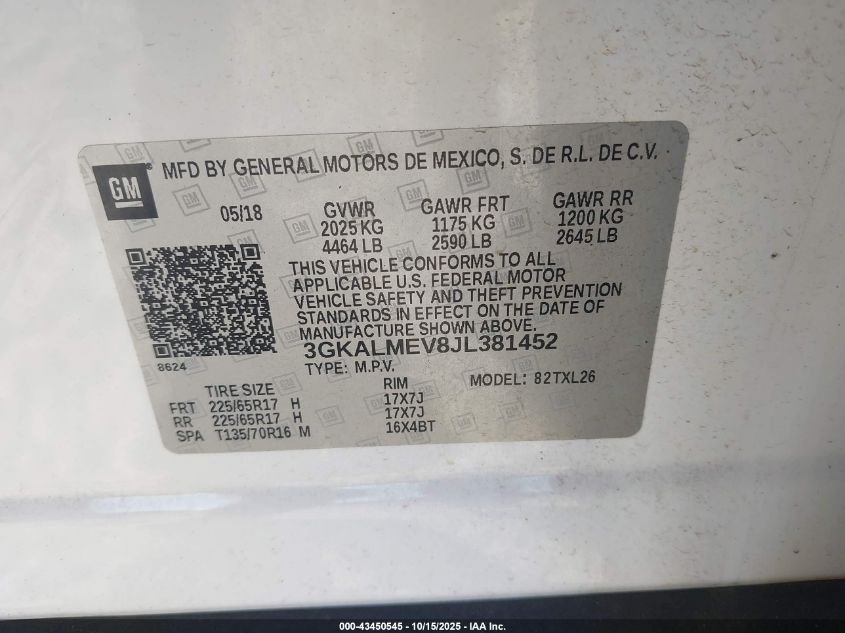 GM
MFD BY GENERAL MOTORS DE MEXICO, S. DE R.L. DE C.V.
05/18 GVWR GAWR FRT GAWR RR
2025 KG 1175 KG 1200 KG
4464 LB 2590 LB 2645 LB
THIS VEHICLE CONFORMS TO ALL
APPLICABLE U.S. FEDERAL MOTOR
VEHICLE SAFETY AND THEFT PREVENTION
STANDARDS IN EFFECT ON THE DATE OF
MANUFACTURE SHOWN ABOVE.
3GKALMEV8JL381452
8624
TYPE: M.P.V. MODEL: 82TXL26
TIRE SIZE RIM
FRT 225/65R17 H 17X7J
RR 225/65R17 H 17X7J
SPA T135/70R16 M 16X4BT
000-43450545 - 10/15/2025 - IAA Inc.